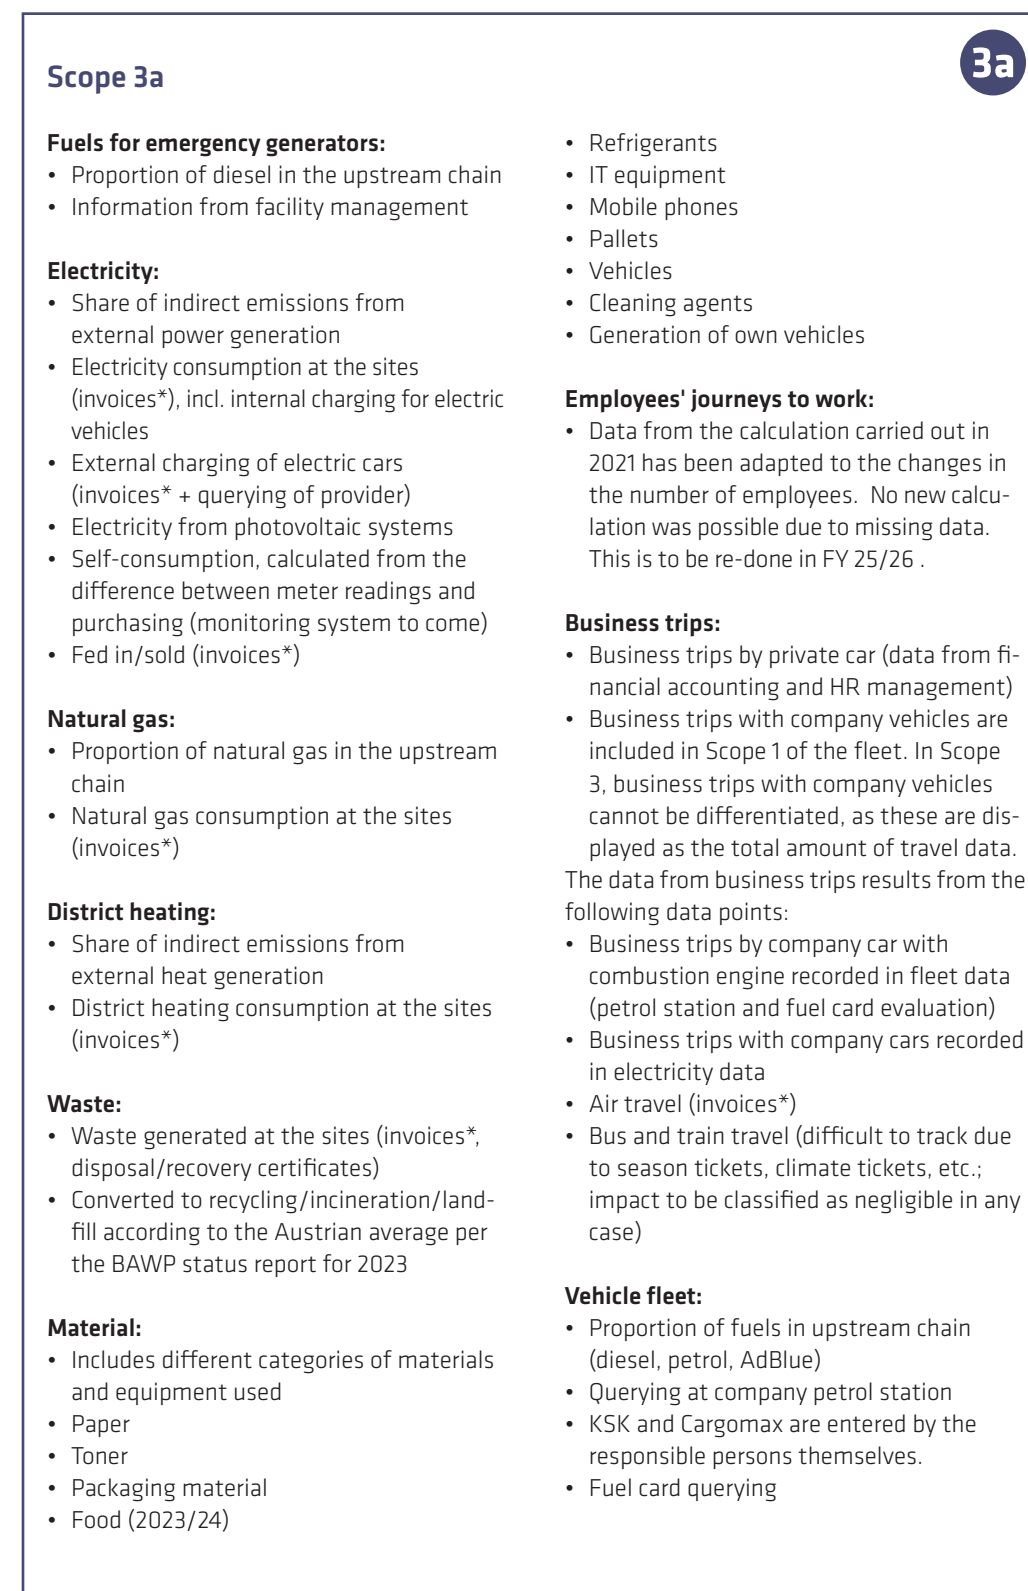 Scope 3a
3a
Fuels for emergency generators:
• Proportion of diesel in the upstream chain
• Information from facility management
Electricity:
• Share of indirect emissions from
external power generation
• Electricity consumption at the sites
(invoices*), incl. internal charging for electric
vehicles
• External charging of electric cars
(invoices* + querying of provider)
• Electricity from photovoltaic systems
• Self-consumption, calculated from the
difference between meter readings and
purchasing (monitoring system to come)
• Fed in/sold (invoices*)
Natural gas:
• Proportion of natural gas in the upstream
chain
• Natural gas consumption at the sites
(invoices*)
District heating:
• Share of indirect emissions from
external heat generation
• District heating consumption at the sites
(invoices*)
Waste:
• Waste generated at the sites (invoices*,
disposal/recovery certificates)
• Converted to recycling/incineration/land-
fill according to the Austrian average per
the BAWP status report for 2023
Material:
• Includes different categories of materials
and equipment used
• Paper
• Toner
• Packaging material
• Food (2023/24)
• Refrigerants
• IT equipment
• Mobile phones
• Pallets
• Vehicles
• Cleaning agents
• Generation of own vehicles
Employees' journeys to work:
• Data from the calculation carried out in
2021 has been adapted to the changes in
the number of employees.  No new calcu-
lation was possible due to missing data.
This is to be re-done in FY 25/26 .
Business trips:
• Business trips by private car (data from fi-
nancial accounting and HR management)
• Business trips with company vehicles are
included in Scope 1 of the fleet. In Scope
3, business trips with company vehicles
cannot be differentiated, as these are dis-
played as the total amount of travel data.
The data from business trips results from the
following data points:
• Business trips by company car with
combustion engine recorded in fleet data
(petrol station and fuel card evaluation)
• Business trips with company cars recorded
in electricity data
• Air travel (invoices*)
• Bus and train travel (difficult to track due
to season tickets, climate tickets, etc.;
impact to be classified as negligible in any
case)
Vehicle fleet:
• Proportion of fuels in upstream chain
(diesel, petrol, AdBlue)
• Querying at company petrol station
• KSK and Cargomax are entered by the
responsible persons themselves.
• Fuel card querying